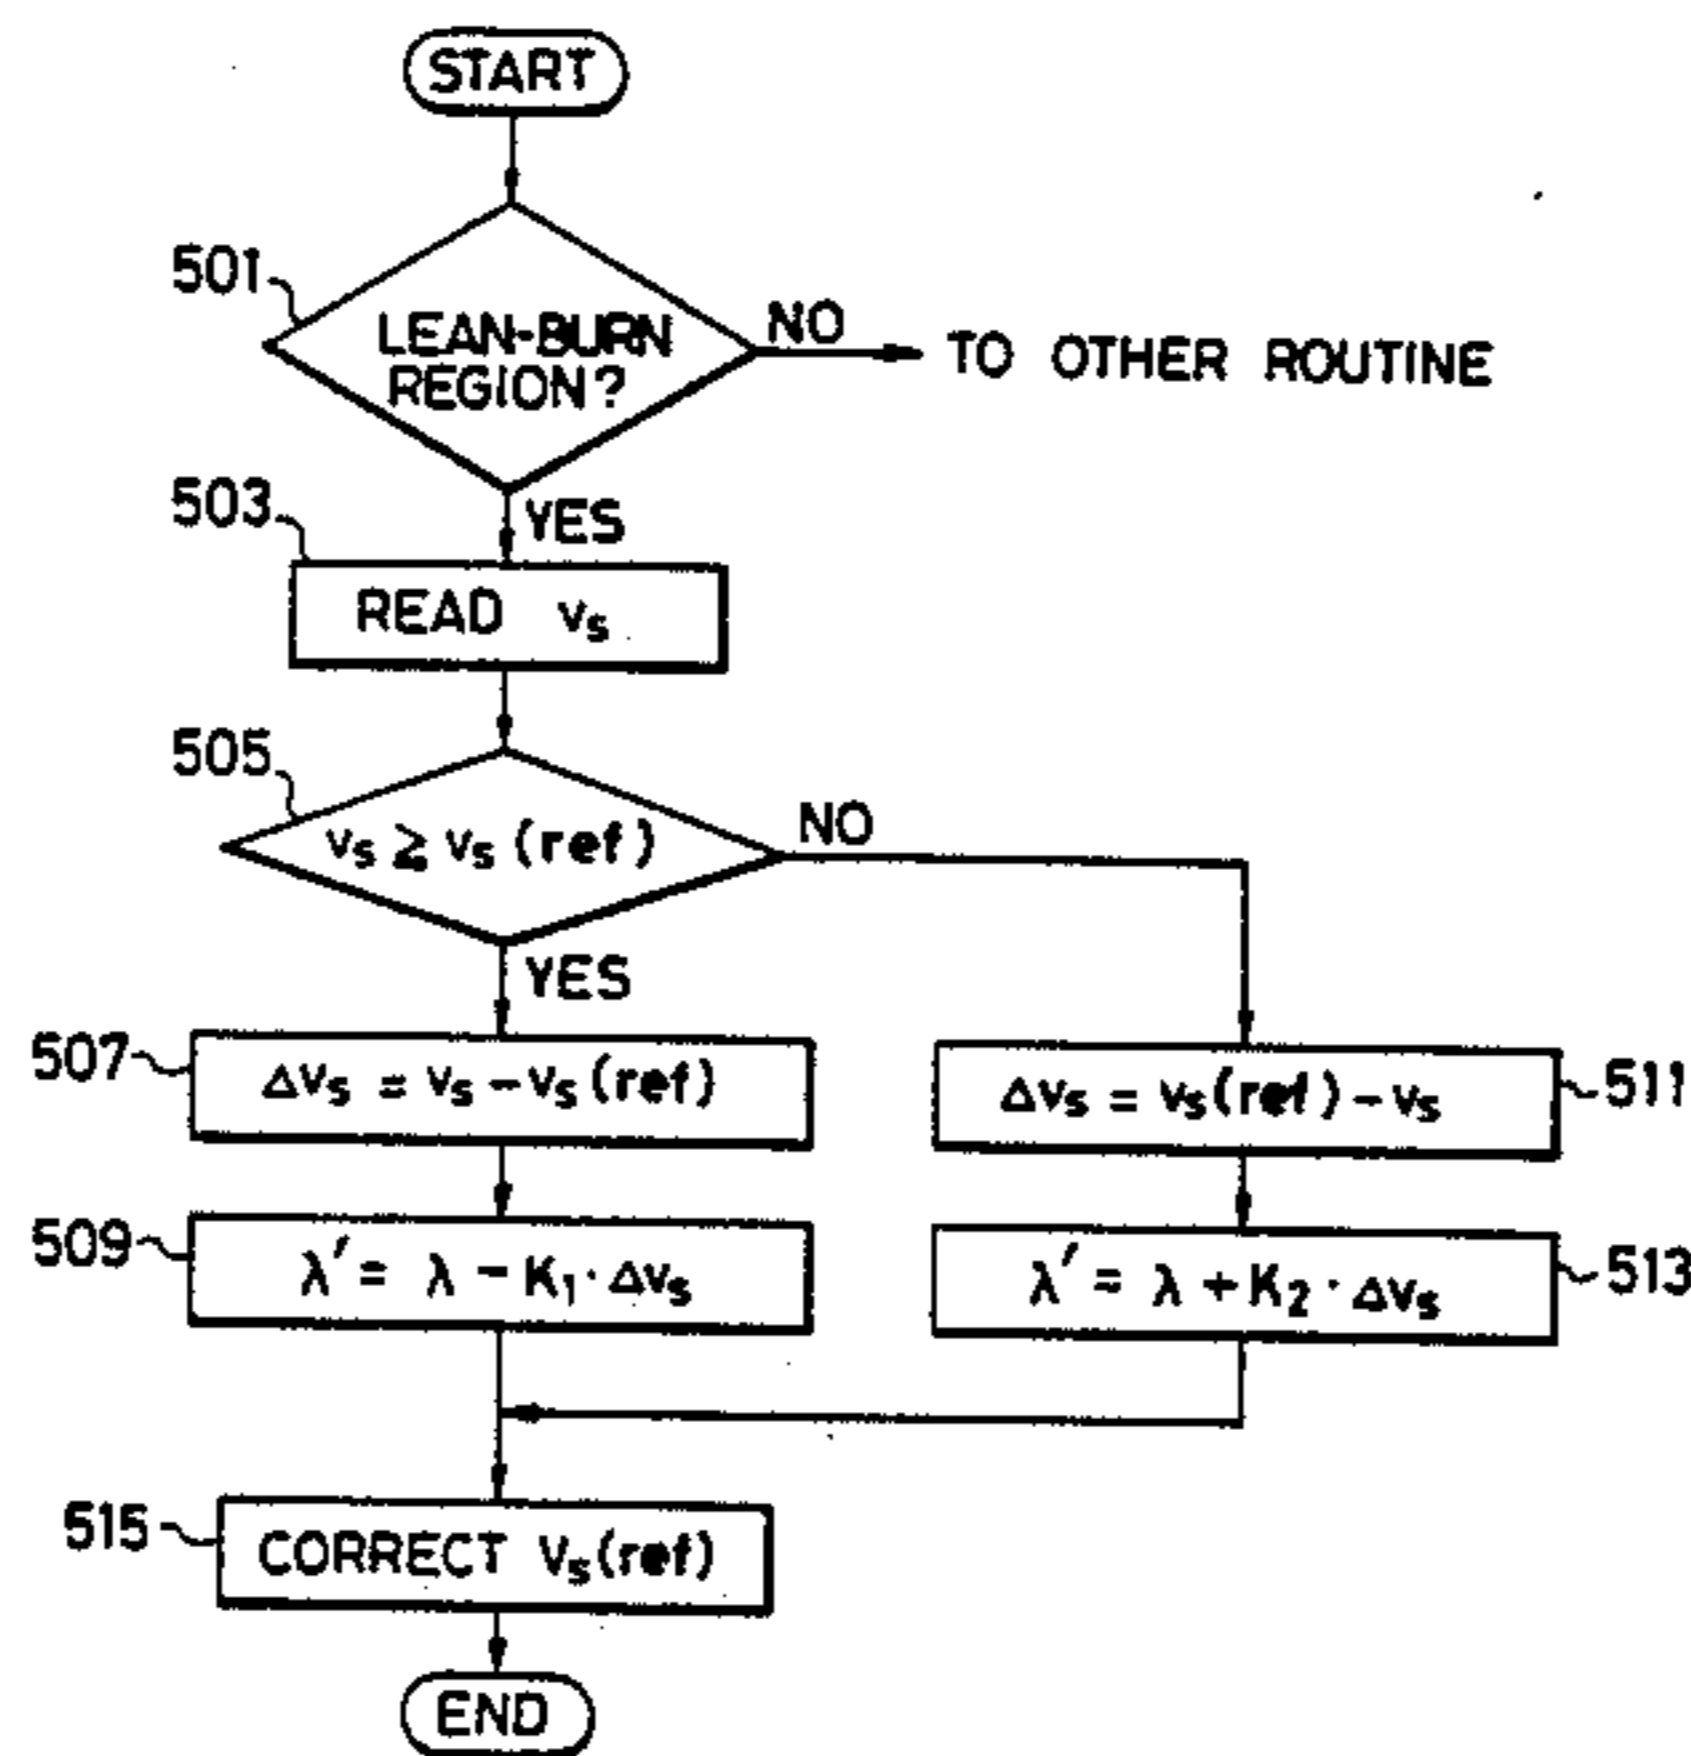 START
501
LEAN-BURN
REGION?
NO
TO OTHER ROUTINE
503
YES
READ vs
505
vs ≧ vs (ref)
NO
YES
507
Δvs = vs - vs (ref)
Δvs = vs(ref) - vs
511
509
λ' = λ - K1 · Δvs
λ' = λ + K2 · Δvs
513
515
CORRECT Vs(ref)
END